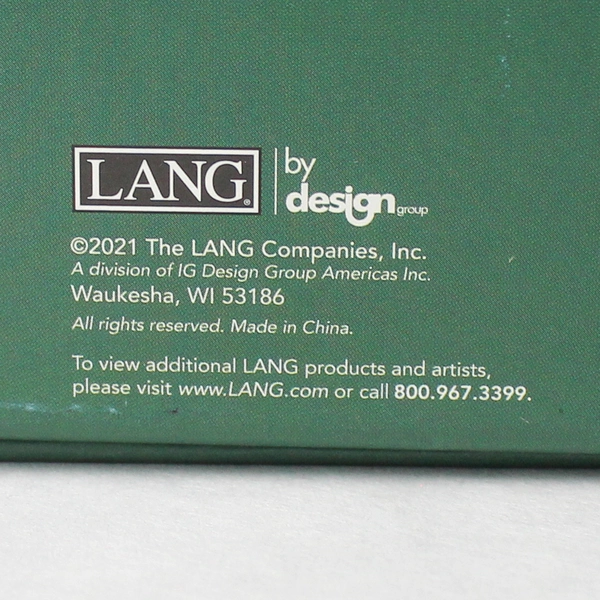 LANG® by
design group
©2021 The LANG Companies, Inc.
A division of IG Design Group Americas Inc.
Waukesha, WI 53186
All rights reserved. Made in China.
To view additional LANG products and artists,
please visit www.LANG.com or call 800.967.3399.